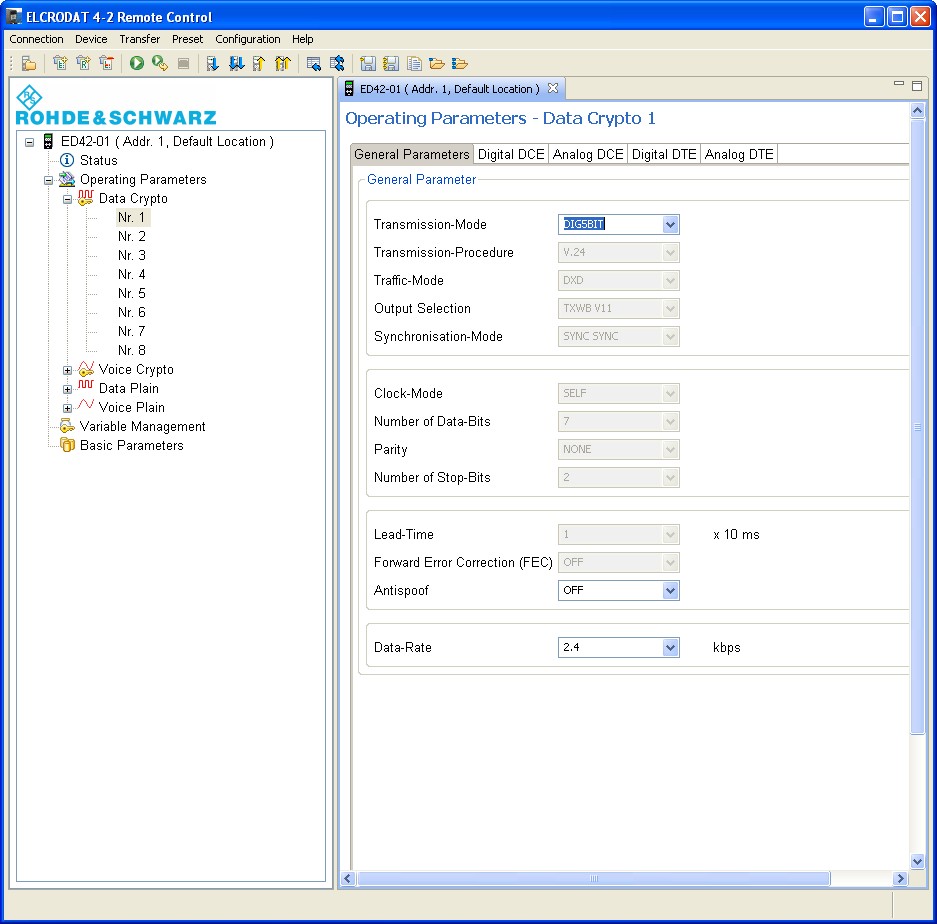 ELCRODAT 4-2 Remote Control
Connection Device Transfer Preset Configuration Help
ROHDE & SCHWARZ
ED42-01 ( Addr. 1, Default Location )
Status
Operating Parameters
Data Crypto
Nr. 1
Nr. 2
Nr. 3
Nr. 4
Nr. 5
Nr. 6
Nr. 7
Nr. 8
Voice Crypto
Data Plain
Voice Plain
Variable Management
Basic Parameters
ED42-01 ( Addr. 1, Default Location )
Operating Parameters - Data Crypto 1
General Parameters Digital DCE Analog DCE Digital DTE Analog DTE
General Parameter
Transmission-Mode DIG5BIT
Transmission-Procedure V.24
Traffic-Mode DXD
Output Selection TXWB V11
Synchronisation-Mode SYNC SYNC
Clock-Mode SELF
Number of Data-Bits 7
Parity NONE
Number of Stop-Bits 2
Lead-Time 1 x 10 ms
Forward Error Correction (FEC) OFF
Antispoof OFF
Data-Rate 2.4 kbps